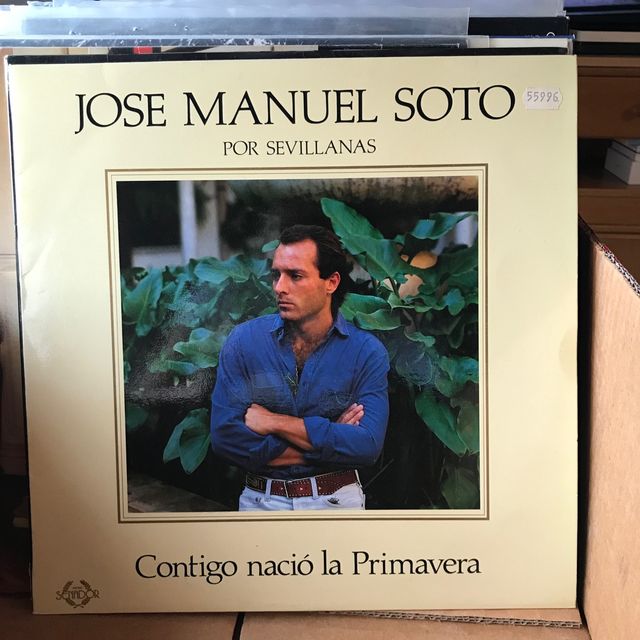 JOSE MANUEL SOTO
55996
POR SEVILLANAS
Contigo nació la Primavera
SENADOR